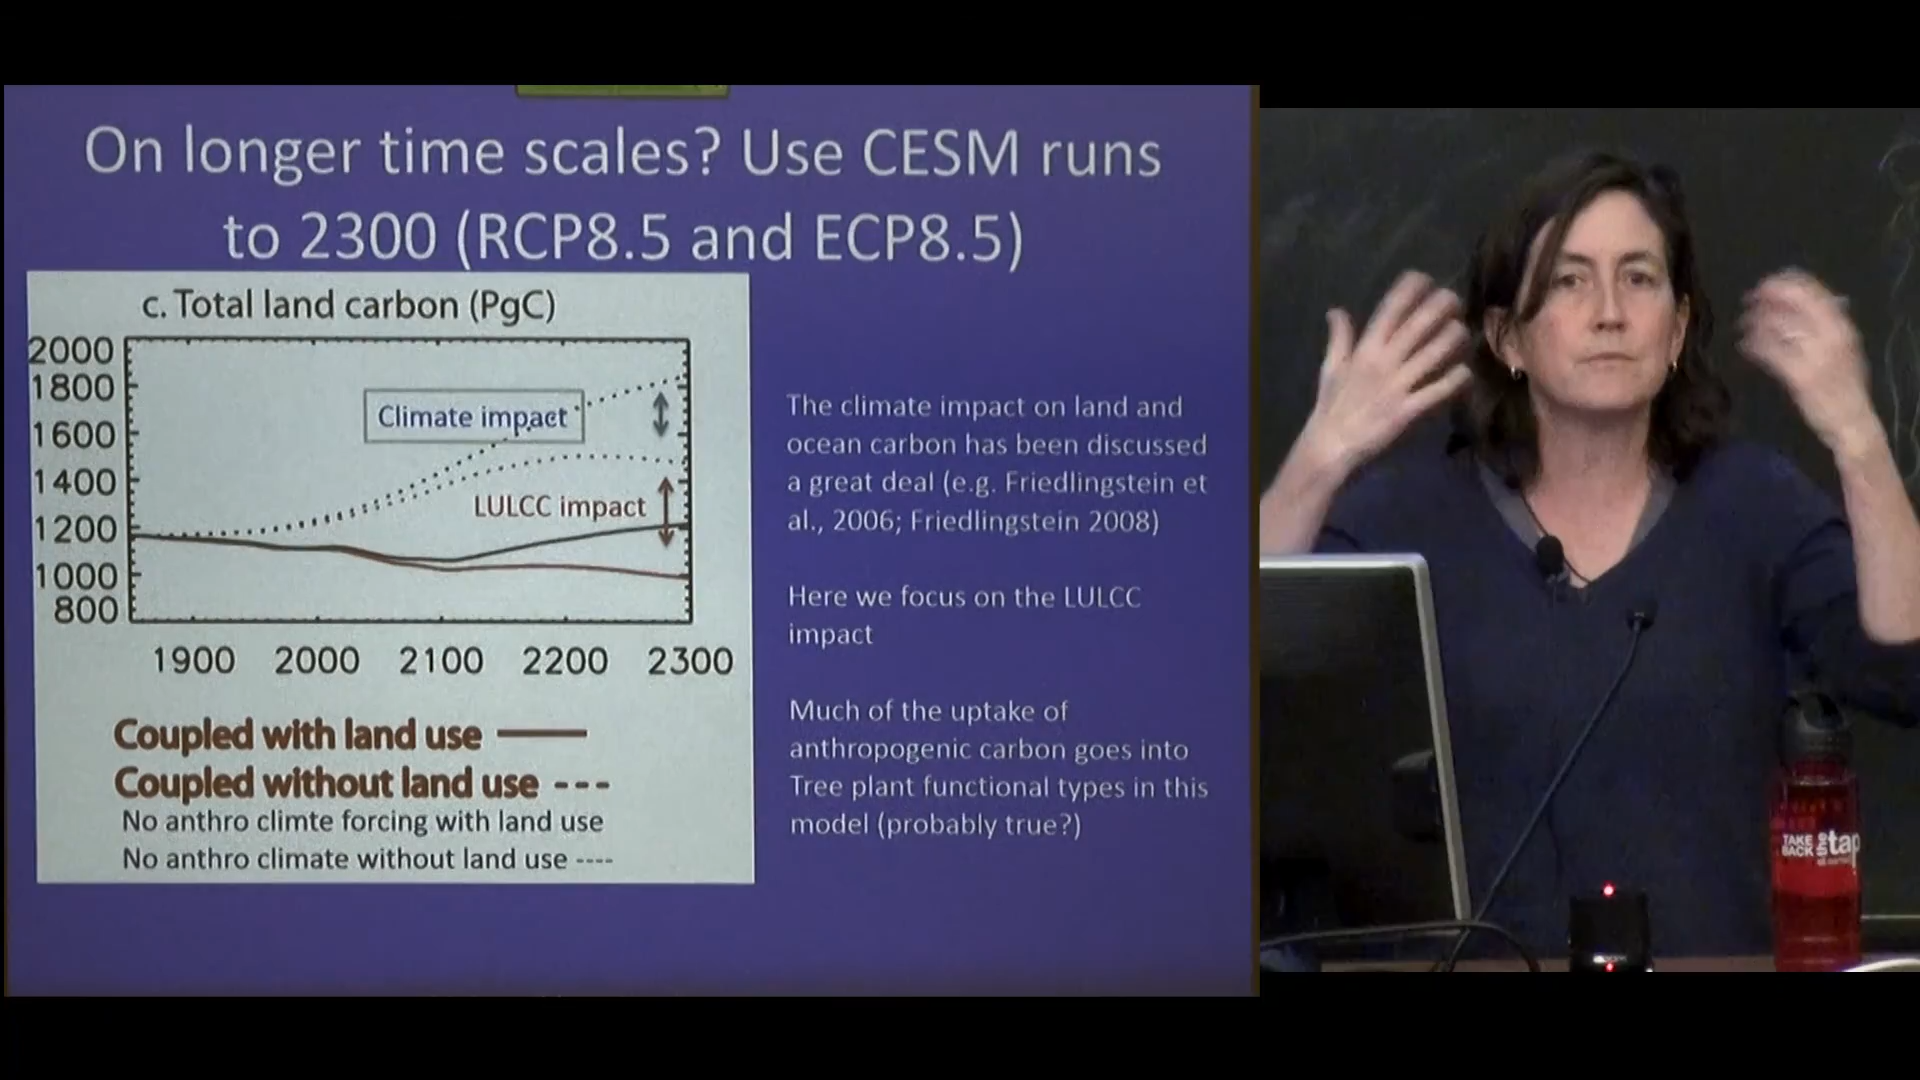 On longer time scales? Use CESM runs
to 2300 (RCP8.5 and ECP8.5)
c. Total land carbon (PgC)
2000
1800
1600
1400
1200
1000
800
Climate impact
LULCC impact
1900 2000 2100 2200 2300
Coupled with land use
Coupled without land use ---
No anthro climte forcing with land use
No anthro climate without land use ----
The climate impact on land and
ocean carbon has been discussed
a great deal (e.g. Friedlingstein et
al., 2006; Friedlingstein 2008)
Here we focus on the LULCC
impact
Much of the uptake of
anthropogenic carbon goes into
Tree plant functional types in this
model (probably true?)
TAKE
BACK
tap